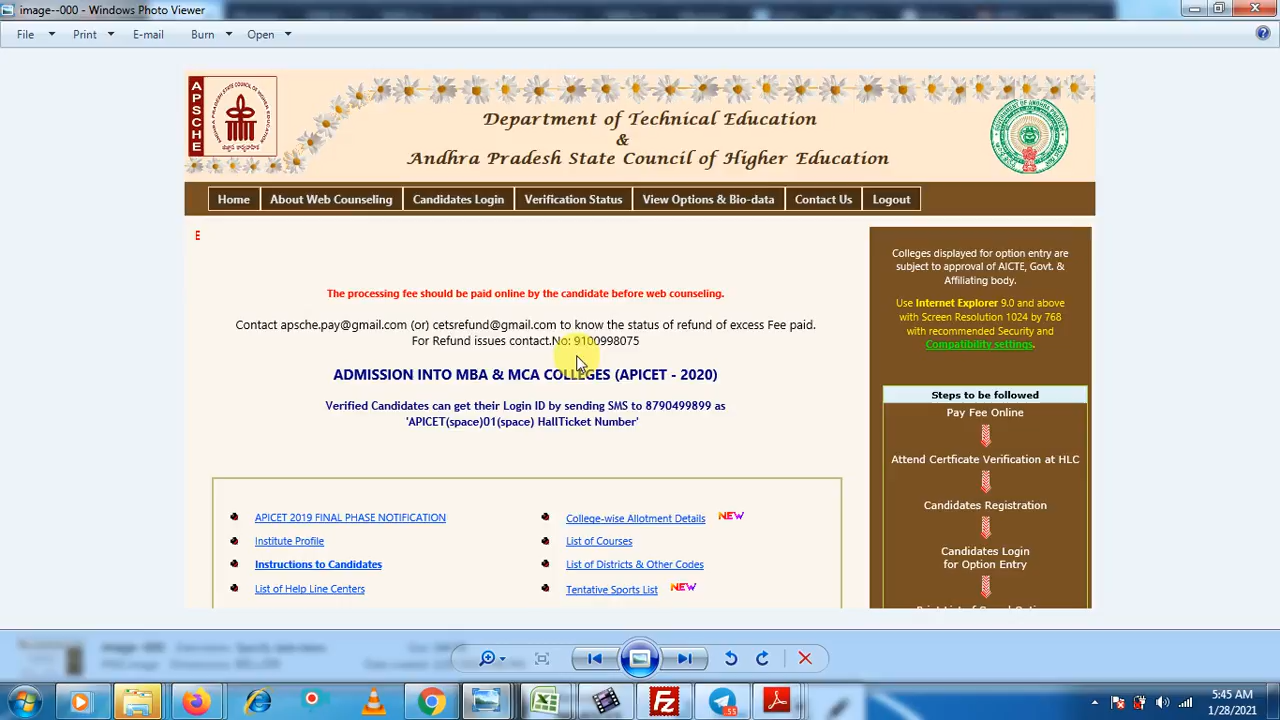 image--000 - Windows Photo Viewer
File Print E-mail Burn Open
APSCHE
Department of Technical Education
&
Andhra Pradesh State Council of Higher Education
Home About Web Counseling Candidates Login Verification Status View Options & Bio-data Contact Us Logout
E
The processing fee should be paid online by the candidate before web counseling.
Contact apsche.pay@gmail.com (or) cetsrefund@gmail.com to know the status of refund of excess Fee paid.
For Refund issues contact.No: 9100998075
ADMISSION INTO MBA & MCA COLLEGES (APICET - 2020)
Verified Candidates can get their Login ID by sending SMS to 8790499899 as
'APICET(space)01(space) HallTicket Number'
APICET 2019 FINAL PHASE NOTIFICATION
Institute Profile
Instructions to Candidates
List of Help Line Centers
College-wise Allotment Details NEW
List of Courses
List of Districts & Other Codes
Tentative Sports List NEW
Colleges displayed for option entry are
subject to approval of AICTE, Govt. &
Affiliating body.
Use Internet Explorer 9.0 and above
with Screen Resolution 1024 by 768
with recommended Security and
Compatibility settings.
Steps to be followed
Pay Fee Online
Attend Certficate Verification at HLC
Candidates Registration
Candidates Login
for Option Entry
image--000
55
5:45 AM
1/28/2021